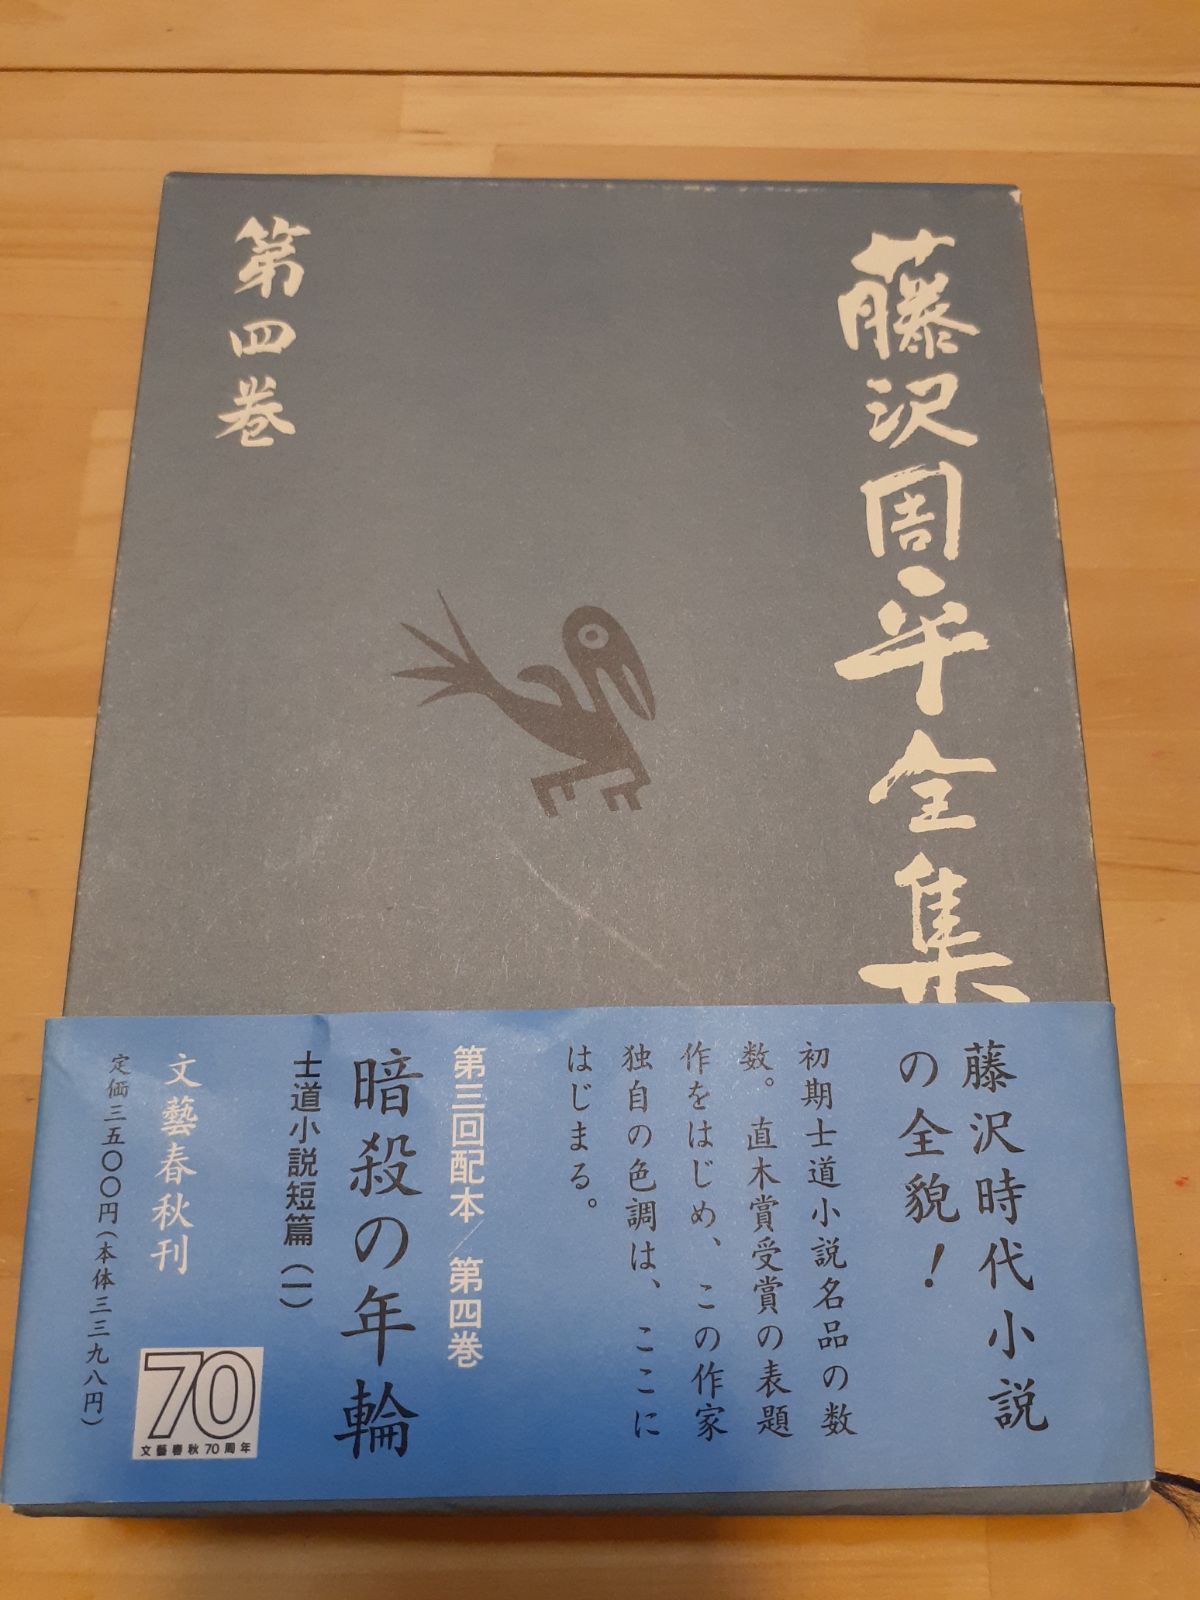 藤沢周平全集
第四巻
藤沢時代小説
の全貌！
初期士道小説名品の数
数。直木賞受賞の表題
作をはじめ、この作家
独自の色調は、ここに
はじまる。
第三回配本／第四巻
暗殺の年輪
士道小説短篇（一）
文藝春秋刊
定価三五〇〇円（本体三三九八円）
70
文藝春秋70周年